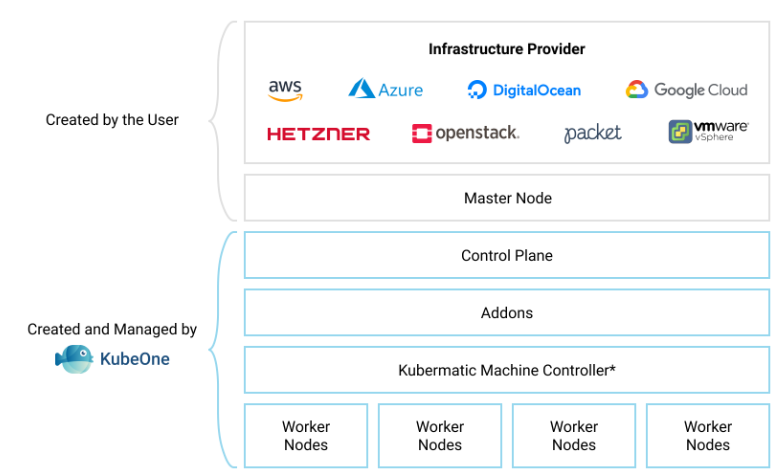 Infrastructure Provider
aws Azure DigitalOcean Google Cloud
Created by the User
HETZNER openstack. packet vmware vSphere
Master Node
Control Plane
Addons
Created and Managed by
KubeOne
Kubermatic Machine Controller*
Worker Nodes
Worker Nodes
Worker Nodes
Worker Nodes